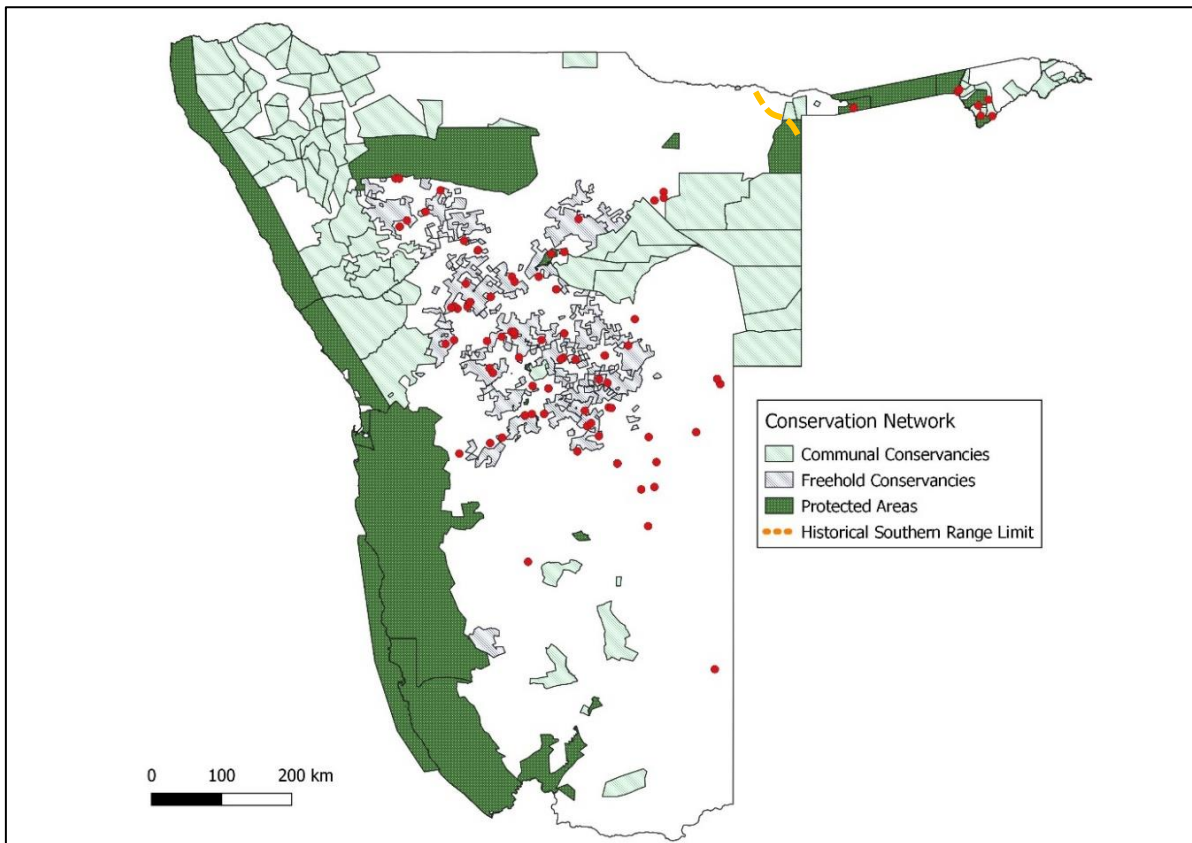 Conservation Network
Communal Conservancies
Freehold Conservancies
Protected Areas
Historical Southern Range Limit
0 100 200 km